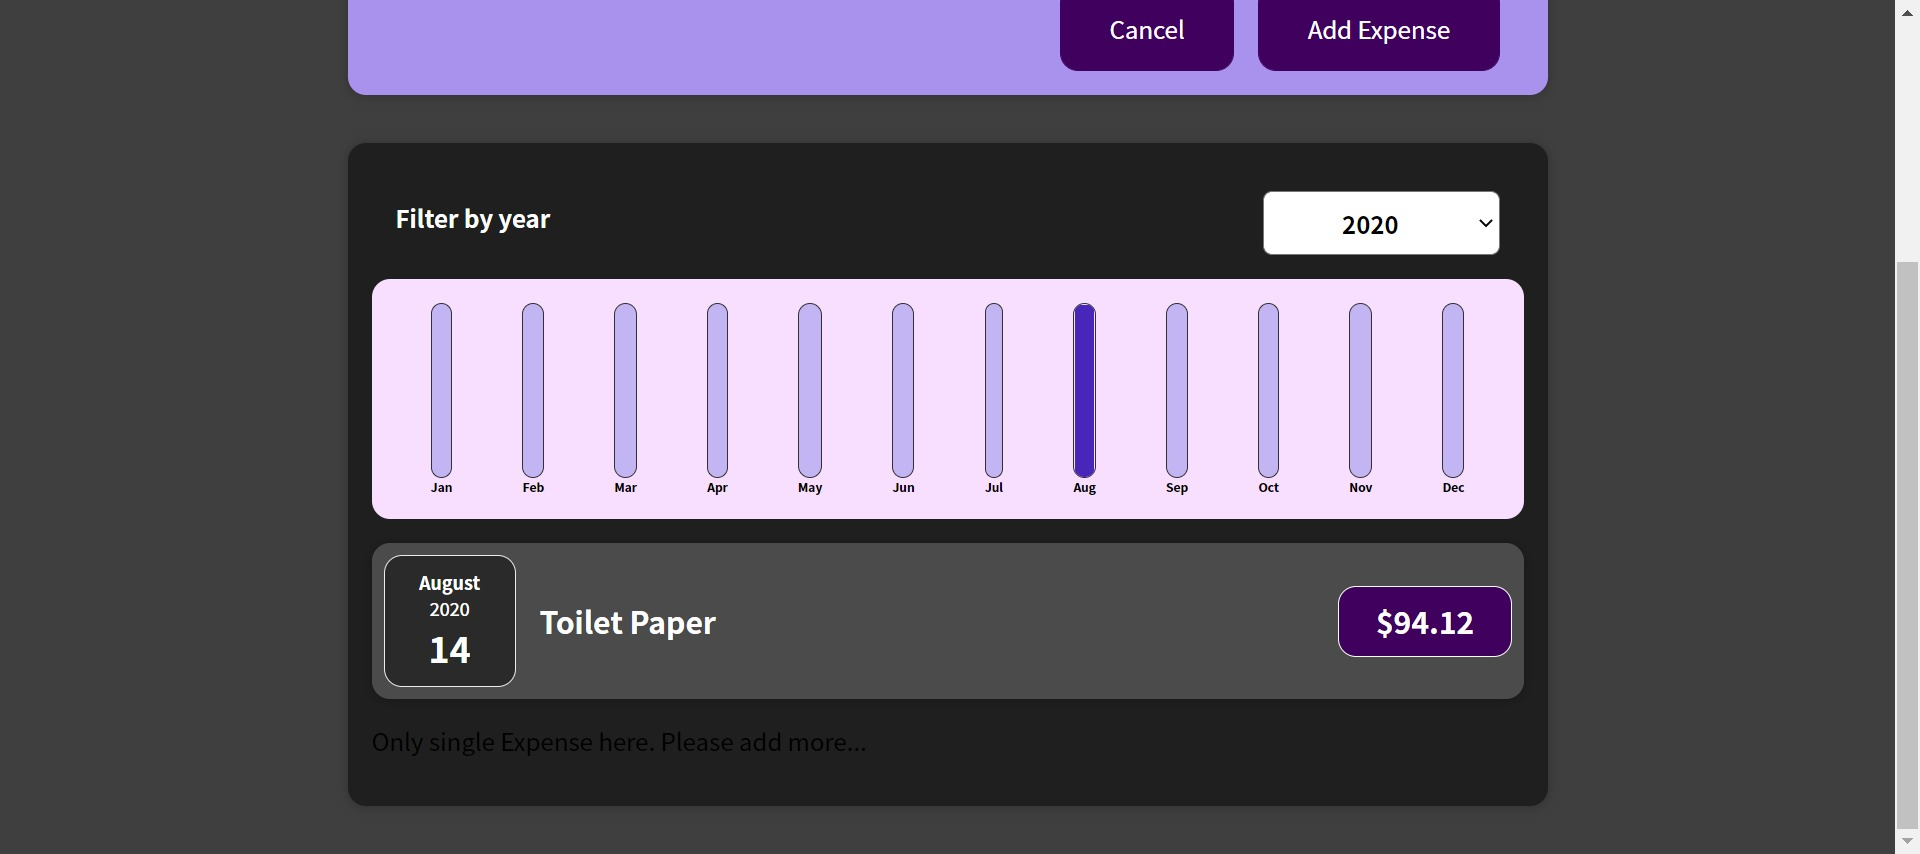 Cancel Add Expense
Filter by year 2020
Jan Feb Mar Apr May Jun Jul Aug Sep Oct Nov Dec
August
2020
14
Toilet Paper
$94.12
Only single Expense here. Please add more...